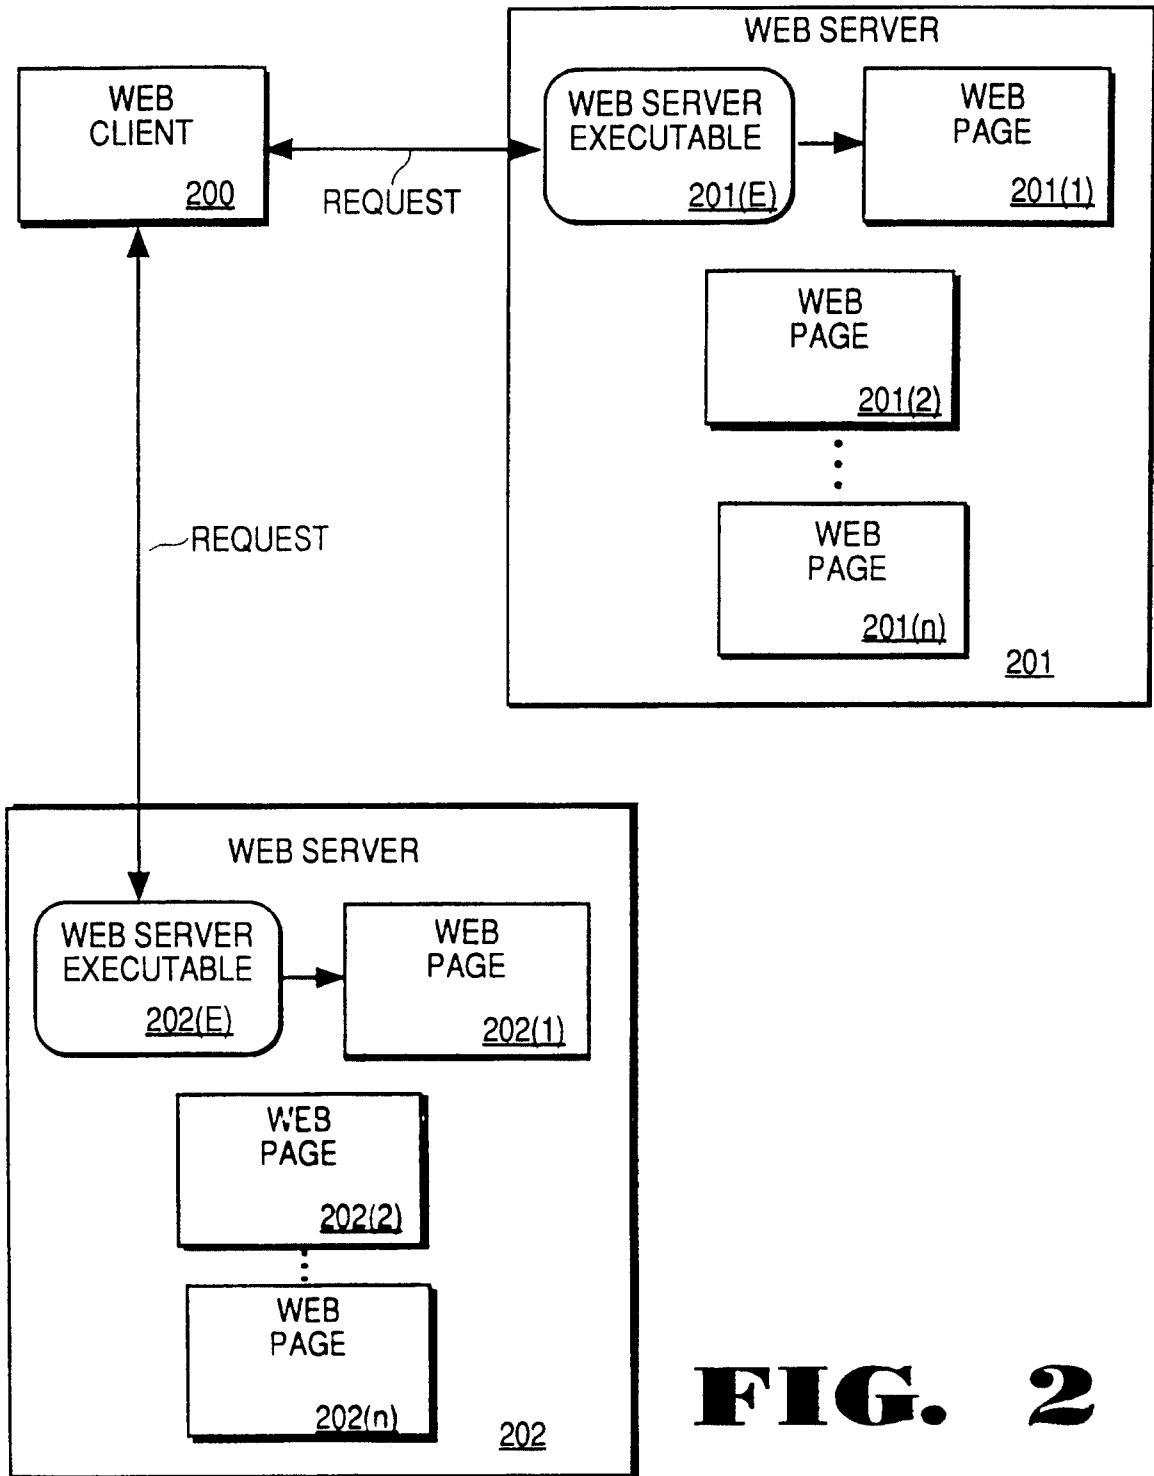 WEB SERVER
WEB
CLIENT
200
REQUEST
WEB SERVER
EXECUTABLE
201(E)
WEB
PAGE
201(1)
WEB
PAGE
201(2)
WEB
PAGE
201(n)
201
REQUEST
WEB SERVER
WEB SERVER
EXECUTABLE
202(E)
WEB
PAGE
202(1)
WEB
PAGE
202(2)
WEB
PAGE
202(n)
202
FIG. 2